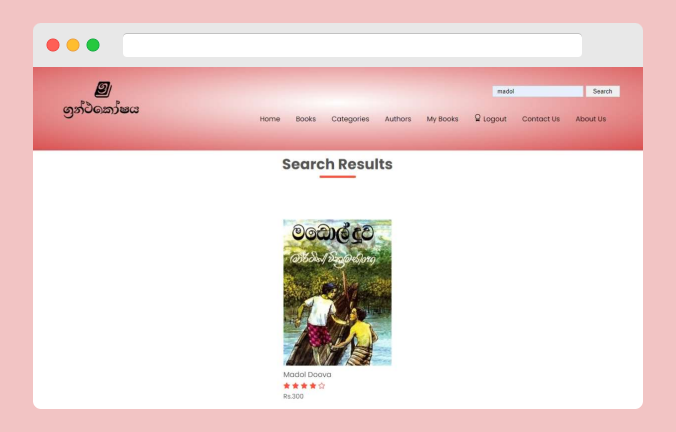 ග්‍රන්ථකෝෂය
madol
Search
Home Books Categories Authors My Books Logout Contact Us About Us
Search Results
මඩොල් දූව
මාර්ටින් වික්‍රමසිංහ
Madol Doova
Rs.300